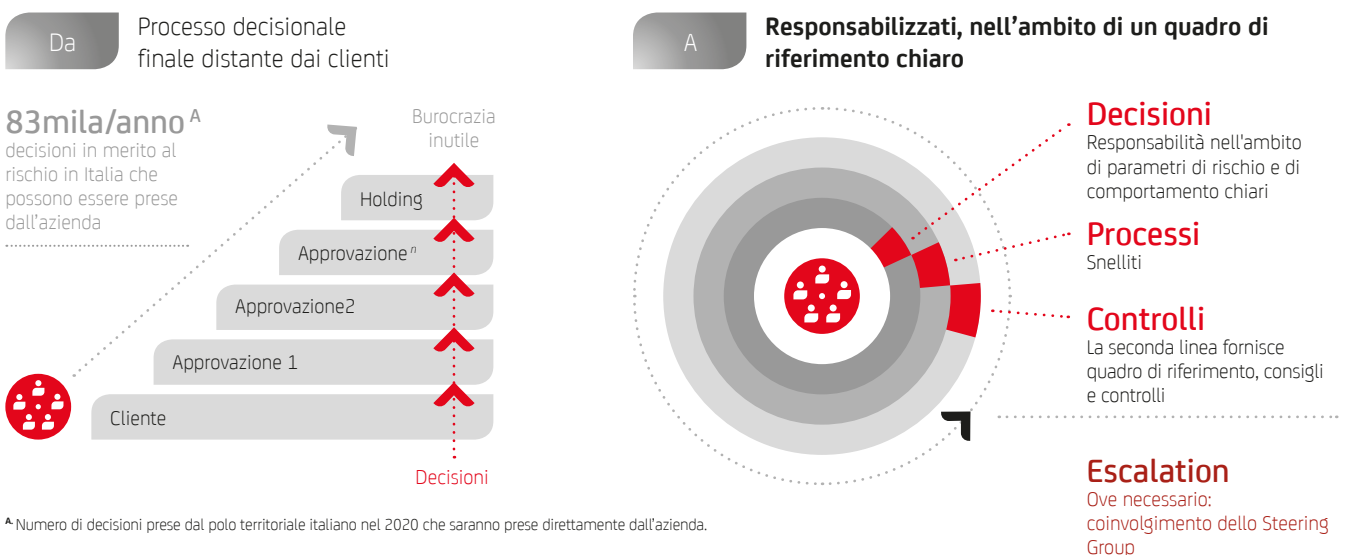 Da
Processo decisionale
finale distante dai clienti
83mila/anno A
decisioni in merito al
rischio in Italia che
possono essere prese
dall'azienda
Burocrazia
inutile
Holding
Approvazione n
Approvazione2
Approvazione 1
Cliente
Decisioni
A
Responsabilizzati, nell'ambito di un quadro di
riferimento chiaro
Decisioni
Responsabilità nell'ambito
di parametri di rischio e di
comportamento chiari
Processi
Snelliti
Controlli
La seconda linea fornisce
quadro di riferimento, consigli
e controlli
Escalation
Ove necessario:
coinvolgimento dello Steering
Group
A. Numero di decisioni prese dal polo territoriale italiano nel 2020 che saranno prese direttamente dall'azienda.